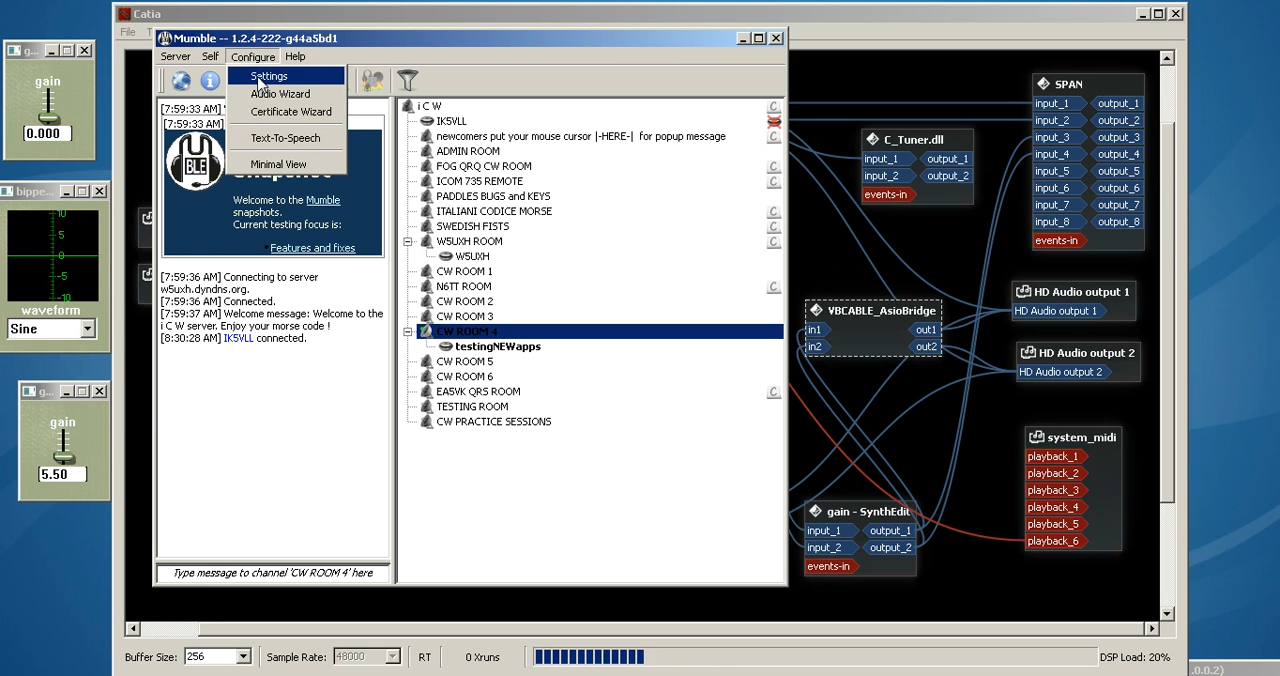 Catia
File
Mumble -- 1.2.4-222-g44a5bd1
Server Self Configure Help
Settings
Audio Wizard
Certificate Wizard
Text-To-Speech
Minimal View
[7:59:33 AM]
[7:59:33 AM]
BLE
Welcome to the Mumble
snapshots.
Current testing focus is:
Features and fixes
[7:59:36 AM] Connecting to server
w5uxh.dyndns.org.
[7:59:36 AM] Connected.
[7:59:37 AM] Welcome message: Welcome to the
i C W server. Enjoy your morse code !
[8:30:28 AM] IK5VLL connected.
Type message to channel 'CW ROOM 4' here
i C W
IK5VLL
newcomers put your mouse cursor |-HERE-| for popup message
ADMIN ROOM
FOG QRQ CW ROOM
ICOM 735 REMOTE
PADDLES BUGS and KEYS
ITALIANI CODICE MORSE
SWEDISH FISTS
W5UXH ROOM
W5UXH
CW ROOM 1
N6TT ROOM
CW ROOM 2
CW ROOM 3
CW ROOM 4
testingNEWapps
CW ROOM 5
CW ROOM 6
EA5VK QRS ROOM
TESTING ROOM
CW PRACTICE SESSIONS
C
C
C
C
C
C
C
C
C
g...
gain
0.000
bippe...
10
5
0
-5
-10
waveform
Sine
g...
gain
5.50
C_Tuner.dll
input_1 output_1
input_2 output_2
events-in
SPAN
input_1 output_1
input_2 output_2
input_3 output_3
input_4 output_4
input_5 output_5
input_6 output_6
input_7 output_7
input_8 output_8
events-in
VBCABLE_AsioBridge
in1 out1
in2 out2
HD Audio output 1
HD Audio output 1
HD Audio output 2
HD Audio output 2
system_midi
playback_1
playback_2
playback_3
playback_4
playback_5
playback_6
gain - SynthEdit
input_1 output_1
input_2 output_2
events-in
Buffer Size: 256 Sample Rate: 48000 RT 0 Xruns DSP Load: 20%
.0.0.2)